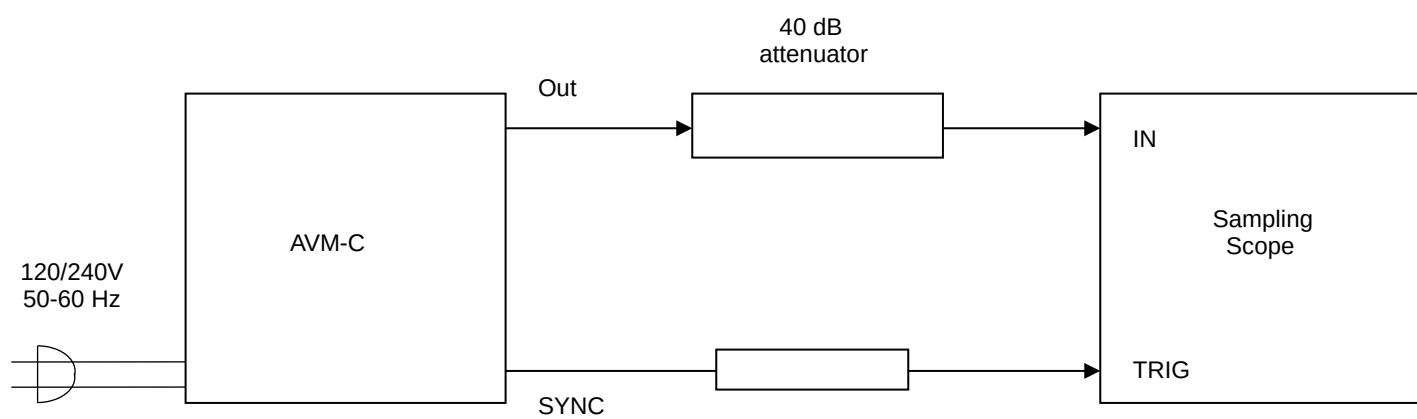 40 dB
attenuator
Out
IN
Sampling
Scope
AVM-C
120/240V
50-60 Hz
TRIG
SYNC